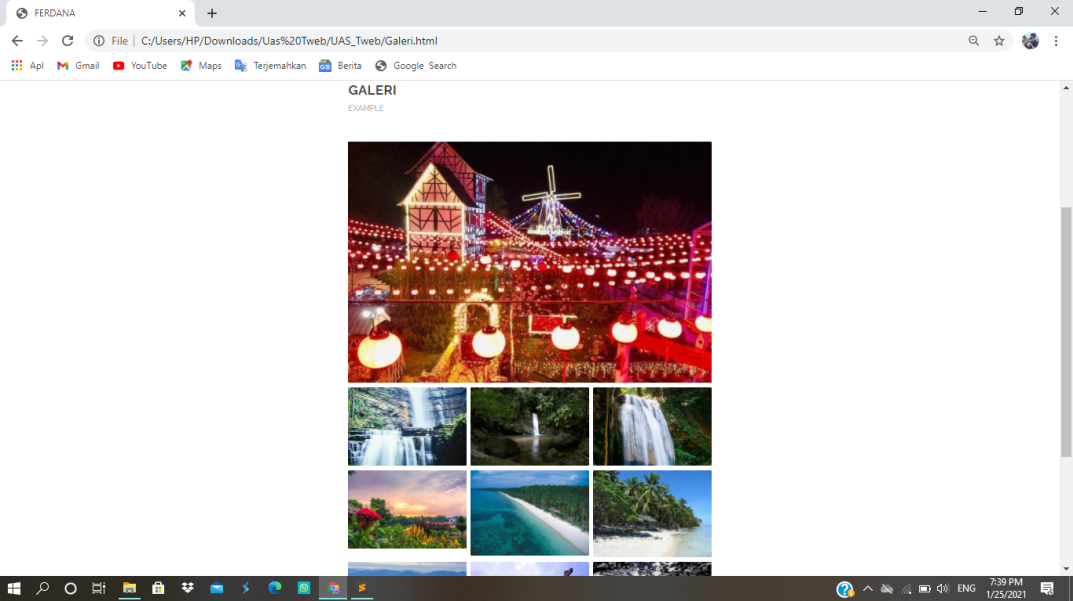 FERDANA
File | C:/Users/HP/Downloads/Uas%20Tweb/UAS_Tweb/Galeri.html
Apl Gmail YouTube Maps Terjemahkan Berita Google Search
GALERI
EXAMPLE
ENG
7:39 PM
1/25/2021